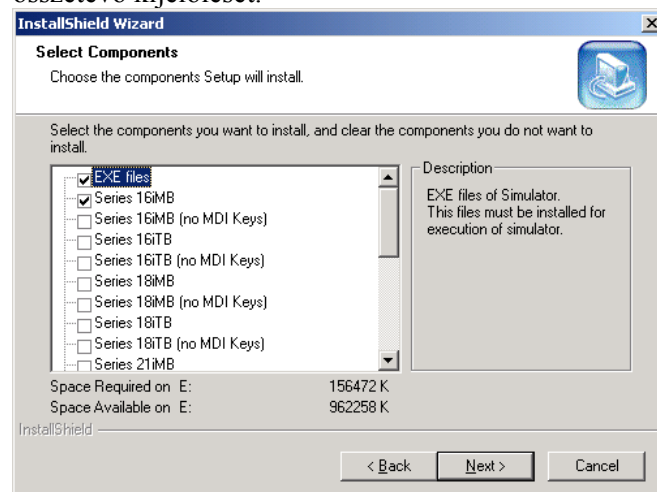 összetevő kijelölését.
InstallShield Wizard
Select Components
Choose the components Setup will install.
Select the components you want to install, and clear the components you do not want to
install.
EXE files
Series 16iMB
Series 16iMB (no MDI Keys)
Series 16iTB
Series 16iTB (no MDI Keys)
Series 18iMB
Series 18iMB (no MDI Keys)
Series 18iTB
Series 18iTB (no MDI Keys)
Series 21iMB
Description
EXE files of Simulator.
This files must be installed for
execution of simulator.
Space Required on E: 156472 K
Space Available on E: 962258 K
InstallShield
< Back Next > Cancel